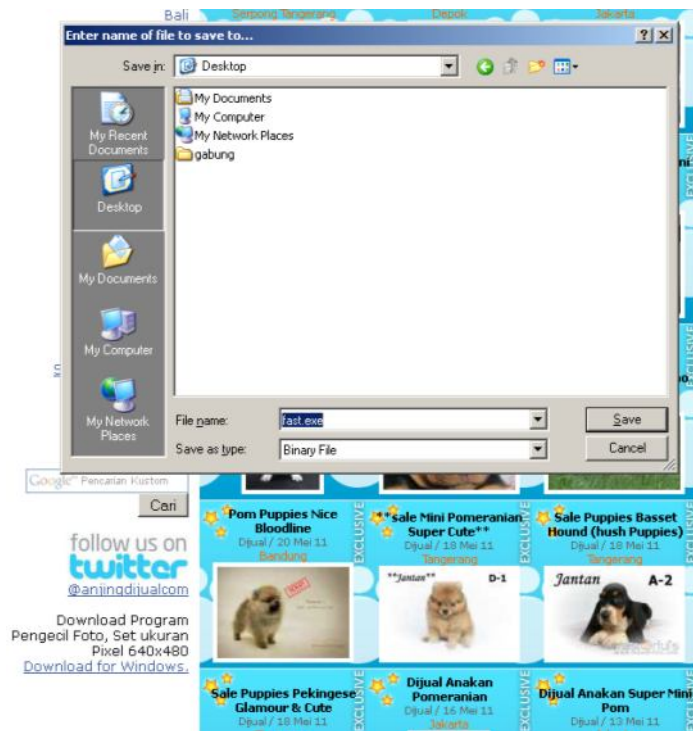 Bali
Serpong Tangerang
Depok
Jakarta
Enter name of file to save to...
Save in:
Desktop
My Recent
Documents
Desktop
My Documents
My Computer
My Network
Places
My Documents
My Computer
My Network Places
gabung
File name:
fast.exe
Save
Save as type:
Binary File
Cancel
Google™ Pencarian Kustom
Cari
follow us on
twitter
@anjingdijualcom
Download Program
Pengecil Foto, Set ukuran
Pixel 640x480
Download for Windows.
Pom Puppies Nice
Bloodline
Dijual / 20 Mei 11
Bandung
EXCLUSIVE
**sale Mini Pomeranian
Super Cute**
Dijual / 18 Mei 11
Tangerang
EXCLUSIVE
Sale Puppies Basset
Hound (hush Puppies)
Dijual / 18 Mei 11
Tangerang
**Jantan**
D-1
Jantan
A-2
Sale Puppies Pekingese
Glamour & Cute
Dijual / 18 Mei 11
EXCLUSIVE
Dijual Anakan
Pomeranian
Dijual / 16 Mei 11
Jakarta
EXCLUSIVE
Dijual Anakan Super Mini
Pom
Dijual / 13 Mei 11